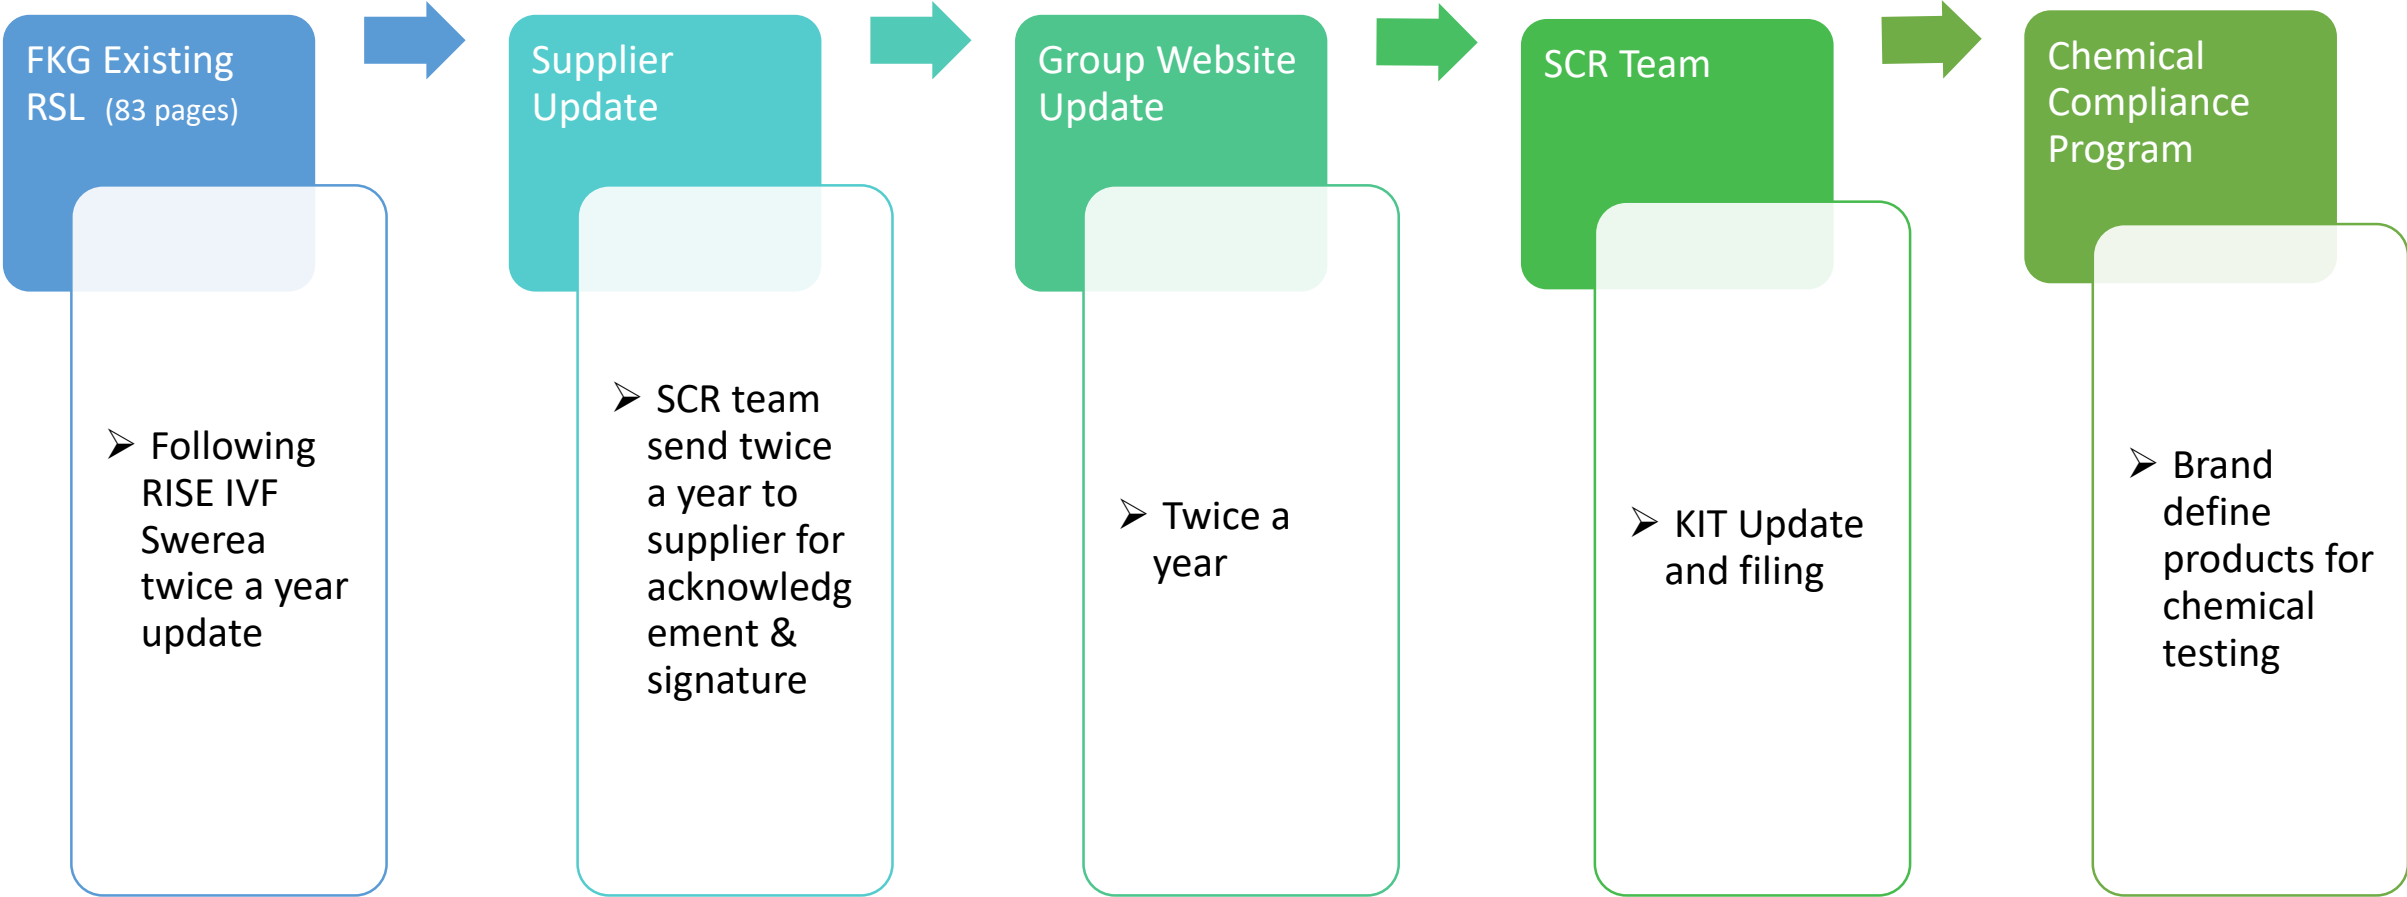 FKG Existing
RSL (83 pages)
➢ Following
RISE IVF
Swerea
twice a year
update
Supplier
Update
➢ SCR team
send twice
a year to
supplier for
acknowledg
ement &
signature
Group Website
Update
➢ Twice a
year
SCR Team
➢ KIT Update
and filing
Chemical
Compliance
Program
➢ Brand
define
products for
chemical
testing